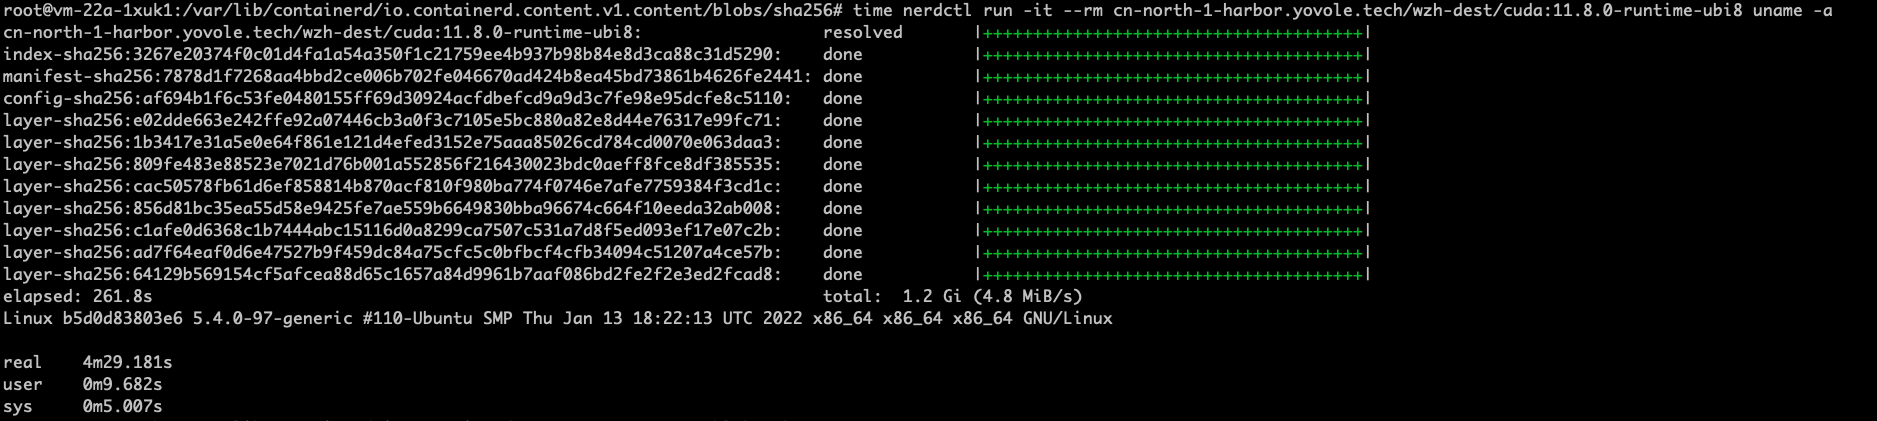 root@vm-22a-1xuk1:/var/lib/containerd/io.containerd.content.v1.content/blobs/sha256# time nerdctl run -it --rm cn-north-1-harbor.yovole.tech/wzh-dest/cuda:11.8.0-runtime-ubi8 uname -a
cn-north-1-harbor.yovole.tech/wzh-dest/cuda:11.8.0-runtime-ubi8: resolved |++++++++++++++++++++++++++++++++++++++|
index-sha256:3267e20374f0c01d4fa1a54a350f1c21759ee4b937b98b84e8d3ca88c31d5290: done |++++++++++++++++++++++++++++++++++++++|
manifest-sha256:7878d1f7268aa4bbd2ce006b702fe046670ad424b8ea45bd73861b4626fe2441: done |++++++++++++++++++++++++++++++++++++++|
config-sha256:af694b1f6c53fe0480155ff69d30924acfdbefcd9a9d3c7fe98e95dcfe8c5110: done |++++++++++++++++++++++++++++++++++++++|
layer-sha256:e02dde663e242ffe92a07446cb3a0f3c7105e5bc880a82e8d44e76317e99fc71: done |++++++++++++++++++++++++++++++++++++++|
layer-sha256:1b3417e31a5e0e64f861e121d4efed3152e75aaa85026cd784cd0070e063daa3: done |++++++++++++++++++++++++++++++++++++++|
layer-sha256:809fe483e88523e7021d76b001a552856f216430023bdc0aeff8fce8df385535: done |++++++++++++++++++++++++++++++++++++++|
layer-sha256:cac50578fb61d6ef858814b870acf810f980ba774f0746e7afe7759384f3cd1c: done |++++++++++++++++++++++++++++++++++++++|
layer-sha256:856d81bc35ea55d58e9425fe7ae559b6649830bba96674c664f10eeda32ab008: done |++++++++++++++++++++++++++++++++++++++|
layer-sha256:c1afe0d6368c1b7444abc15116d0a8299ca7507c531a7d8f5ed093ef17e07c2b: done |++++++++++++++++++++++++++++++++++++++|
layer-sha256:ad7f64eaf0d6e47527b9f459dc84a75cfc5c0bfbcf4cfb34094c51207a4ce57b: done |++++++++++++++++++++++++++++++++++++++|
layer-sha256:64129b569154cf5afcea88d65c1657a84d9961b7aaf086bd2fe2f2e3ed2fcad8: done |++++++++++++++++++++++++++++++++++++++|
elapsed: 261.8s total: 1.2 Gi (4.8 MiB/s)
Linux b5d0d83803e6 5.4.0-97-generic #110-Ubuntu SMP Thu Jan 13 18:22:13 UTC 2022 x86_64 x86_64 x86_64 GNU/Linux
real 4m29.181s
user 0m9.682s
sys 0m5.007s